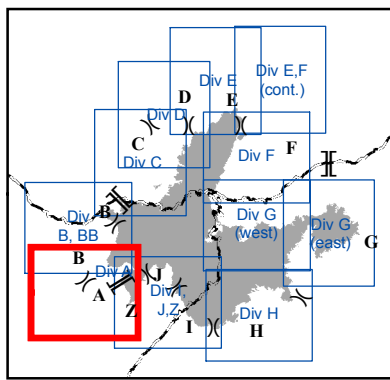 Div E,F
(cont.)
Div E
D
E
Div D
C
Div C
Div F
F
Div
B
B, BB
Div G
(west)
Div G
(east)
G
B
Div A
A
J
Z
Div I,
J,Z
I
Div H
H